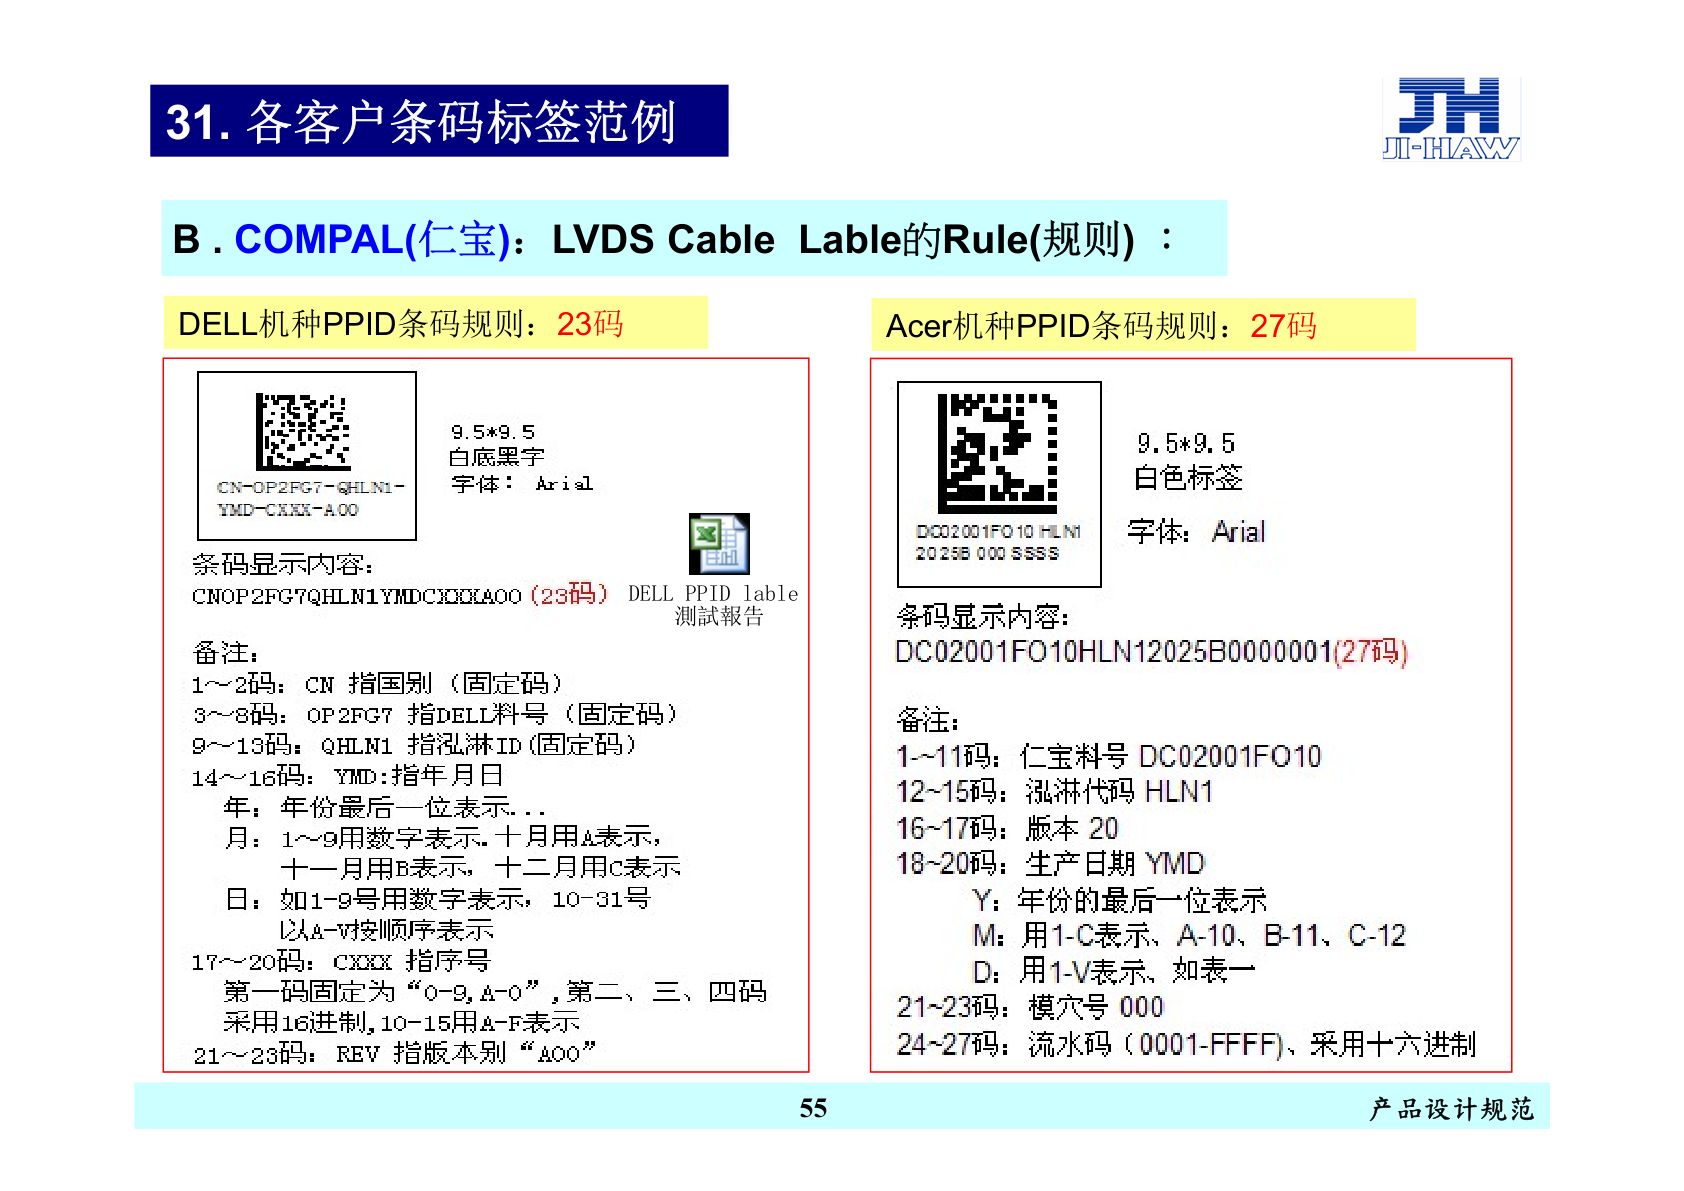 31. 各客户条码标签范例
JH
JI-HAW
B . COMPAL(仁宝)：LVDS Cable Lable的Rule(规则) ：
DELL机种PPID条码规则：23码
CN-0P2FG7-QHLN1-
YMD-CXXX-A00
9.5*9.5
白底黑字
字体： Arial
条码显示内容：
CN0P2FG7QHLN1YMDCXXXA00（23码）
DELL PPID lable
測試報告
备注：
1～2码：CN 指国别（固定码）
3～8码：0P2FG7 指DELL料号（固定码）
9～13码：QHLN1 指泓淋ID(固定码)
14～16码：YMD:指年月日
年：年份最后一位表示...
月：1～9用数字表示.十月用A表示，
十一月用B表示，十二月用C表示
日：如1-9号用数字表示，10-31号
以A-V按顺序表示
17～20码：CXXX 指序号
第一码固定为“0-9,A-0”,第二、三、四码
采用16进制,10-15用A-F表示
21～23码：REV 指版本别“A00”
Acer机种PPID条码规则：27码
DC02001FO10 HLN1
2025B 000 SSSS
9.5*9.5
白色标签
字体： Arial
条码显示内容：
DC02001FO10HLN12025B0000001(27码)
备注：
1-~11码：仁宝料号 DC02001FO10
12~15码：泓淋代码 HLN1
16~17码：版本 20
18~20码：生产日期 YMD
Y：年份的最后一位表示
M：用1-C表示、A-10、B-11、C-12
D：用1-V表示、如表一
21~23码：模穴号 000
24~27码：流水码（0001-FFFF)、采用十六进制
55
产品设计规范